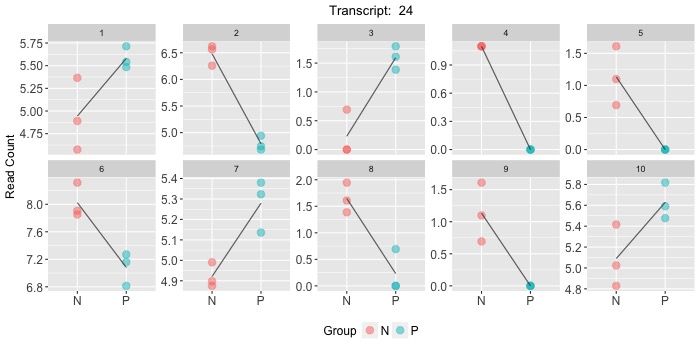 Transcript: 24
1 2 3 4 5
5.75 5.50 5.25 5.00 4.75
6.5 6.0 5.5 5.0
1.5 1.0 0.5 0.0
0.9 0.6 0.3 0.0
1.5 1.0 0.5 0.0
Read Count
6 7 8 9 10
8.0 7.6 7.2 6.8
5.4 5.3 5.2 5.1 5.0 4.9
2.0 1.5 1.0 0.5 0.0
1.5 1.0 0.5 0.0
5.8 5.6 5.4 5.2 5.0 4.8
N P N P N P N P N P
Group N P